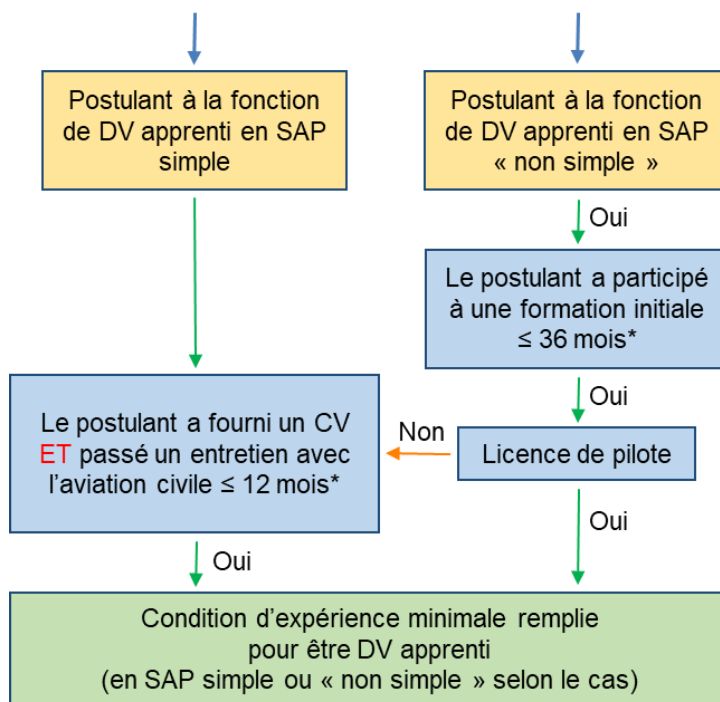 Postulant à la fonction
de DV apprenti en SAP
simple
Postulant à la fonction
de DV apprenti en SAP
« non simple »
Oui
Le postulant a participé
à une formation initiale
≤ 36 mois*
Oui
Le postulant a fourni un CV
ET passé un entretien avec
l’aviation civile ≤ 12 mois*
Non
Licence de pilote
Oui
Oui
Condition d’expérience minimale remplie
pour être DV apprenti
(en SAP simple ou « non simple » selon le cas)